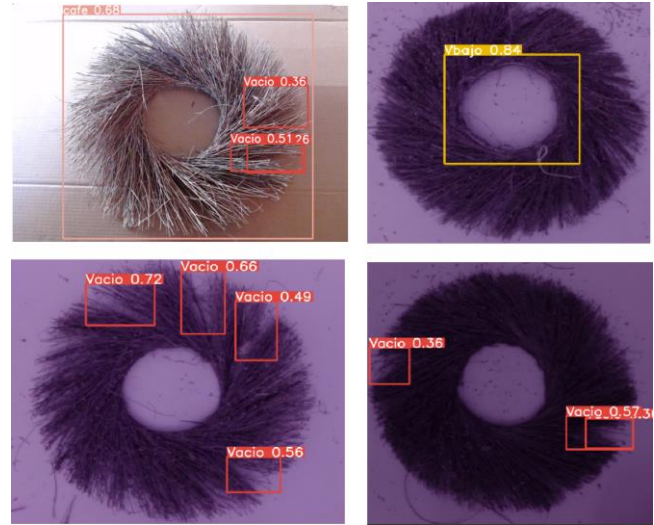 cafe 0.68
Vacio 0.36
Vacio 0.51
Vbajo 0.84
Vacio 0.66
Vacio 0.72
Vacio 0.49
Vacio 0.56
Vacio 0.36
Vacio 0.57